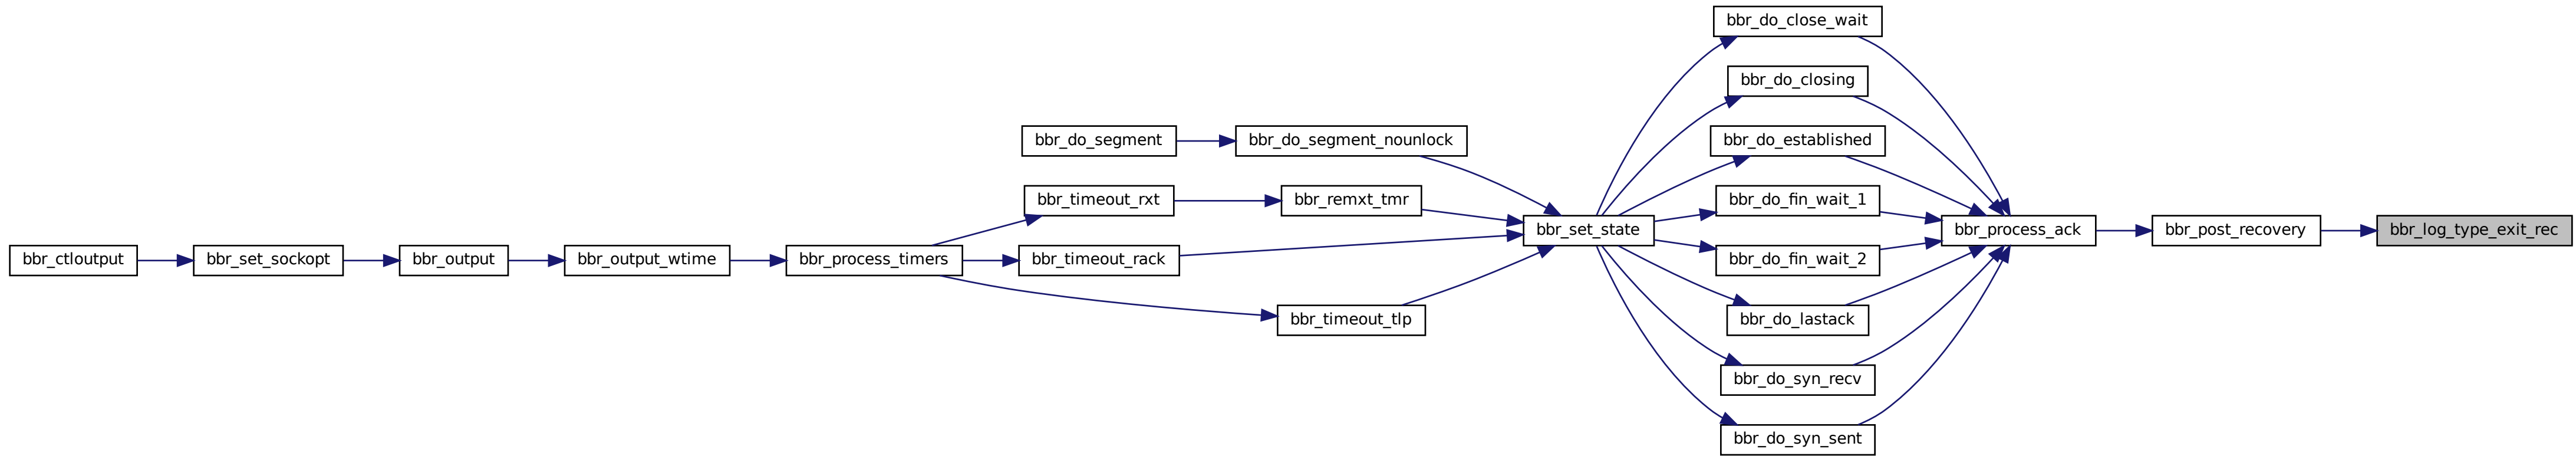 bbr_do_close_wait
bbr_do_closing
bbr_do_segment
bbr_do_segment_nounlock
bbr_do_established
bbr_timeout_rxt
bbr_remxt_tmr
bbr_do_fin_wait_1
bbr_set_state
bbr_process_ack
bbr_post_recovery
bbr_log_type_exit_rec
bbr_ctloutput
bbr_set_sockopt
bbr_output
bbr_output_wtime
bbr_process_timers
bbr_timeout_rack
bbr_do_fin_wait_2
bbr_timeout_tlp
bbr_do_lastack
bbr_do_syn_recv
bbr_do_syn_sent